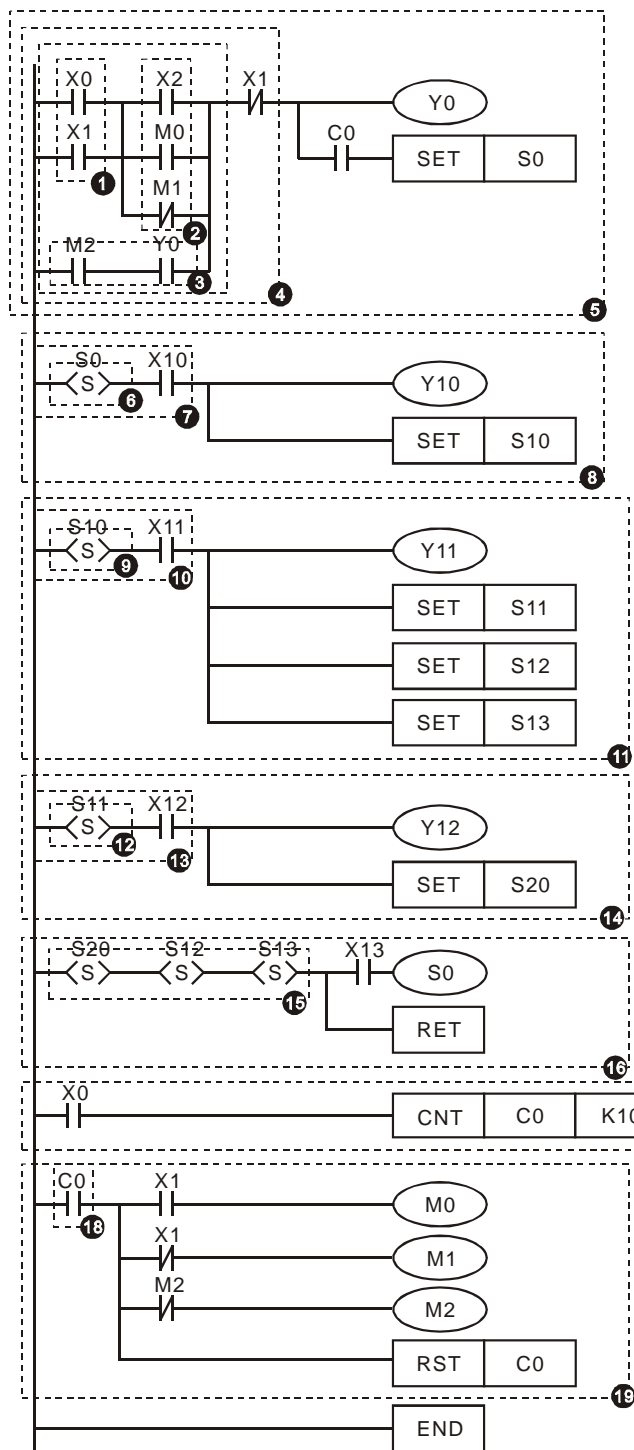 X0 X2 X1
Y0
X1 M0 C0
SET S0
1
M1
2
M2 Y0
3
4
5
S0 X10
S
6
7
Y10
SET S10
8
S10 X11
S
9
10
Y11
SET S11
SET S12
SET S13
11
S11 X12
S
12
13
Y12
SET S20
14
S20 S12 S13 X13
S S S
S0
15
RET
16
X0
CNT C0 K10
C0 X1
M0
18
X1
M1
M2
M2
RST C0
19
END